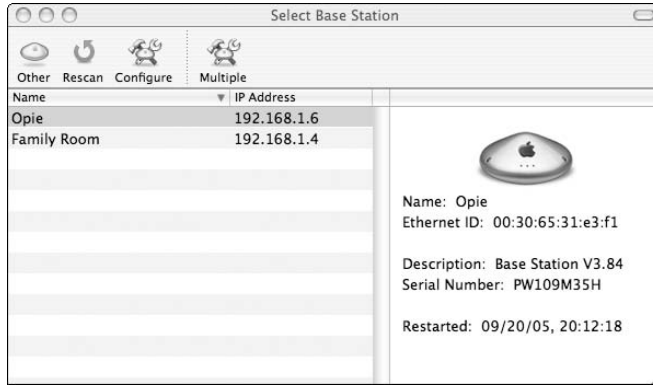 Select Base Station
Other Rescan Configure Multiple
Name IP Address
Opie 192.168.1.6
Family Room 192.168.1.4
Name: Opie
Ethernet ID: 00:30:65:31:e3:f1
Description: Base Station V3.84
Serial Number: PW109M35H
Restarted: 09/20/05, 20:12:18